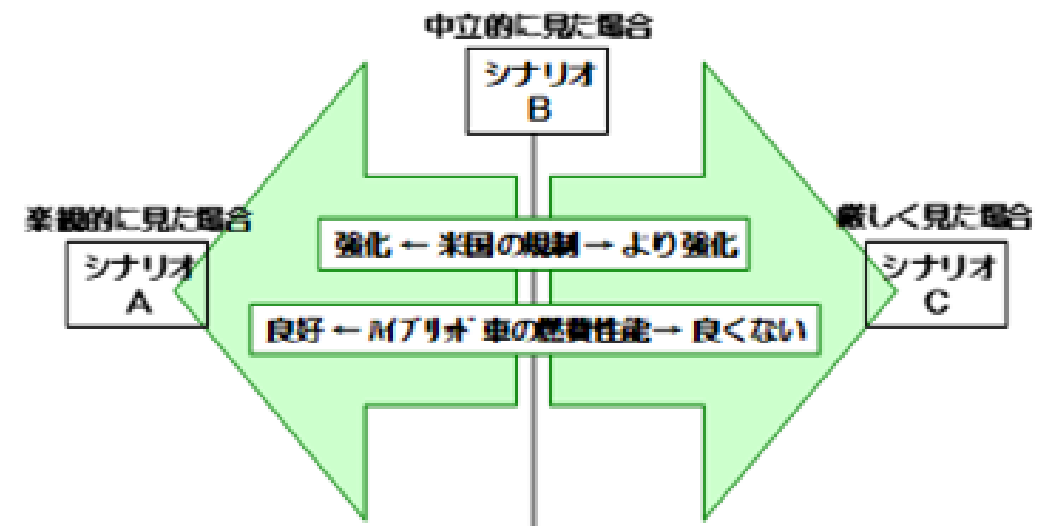 中立的に見た場合
シナリオ
B
楽観的に見た場合
シナリオ
A
厳しく見た場合
シナリオ
C
強化 ← 米国の規制 → より強化
良好 ← ﾊｲﾌﾞﾘｯﾄﾞ車の燃費性能→ 良くない